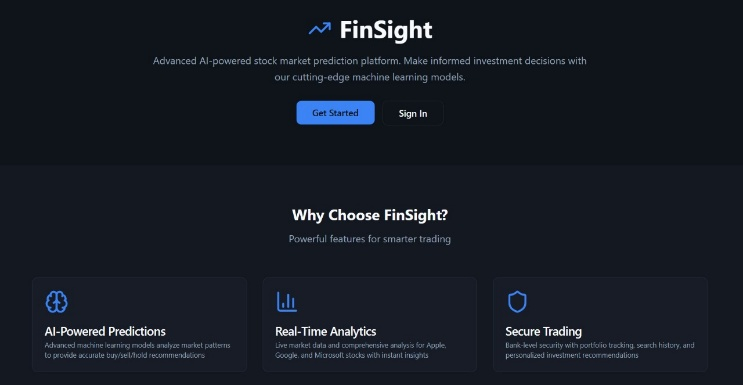 FinSight
Advanced AI-powered stock market prediction platform. Make informed investment decisions with
our cutting-edge machine learning models.
Get Started
Sign In
Why Choose FinSight?
Powerful features for smarter trading
AI-Powered Predictions
Advanced machine learning models analyze market patterns
to provide accurate buy/sell/hold recommendations
Real-Time Analytics
Live market data and comprehensive analysis for Apple,
Google, and Microsoft stocks with instant insights
Secure Trading
Bank-level security with portfolio tracking, search history, and
personalized investment recommendations